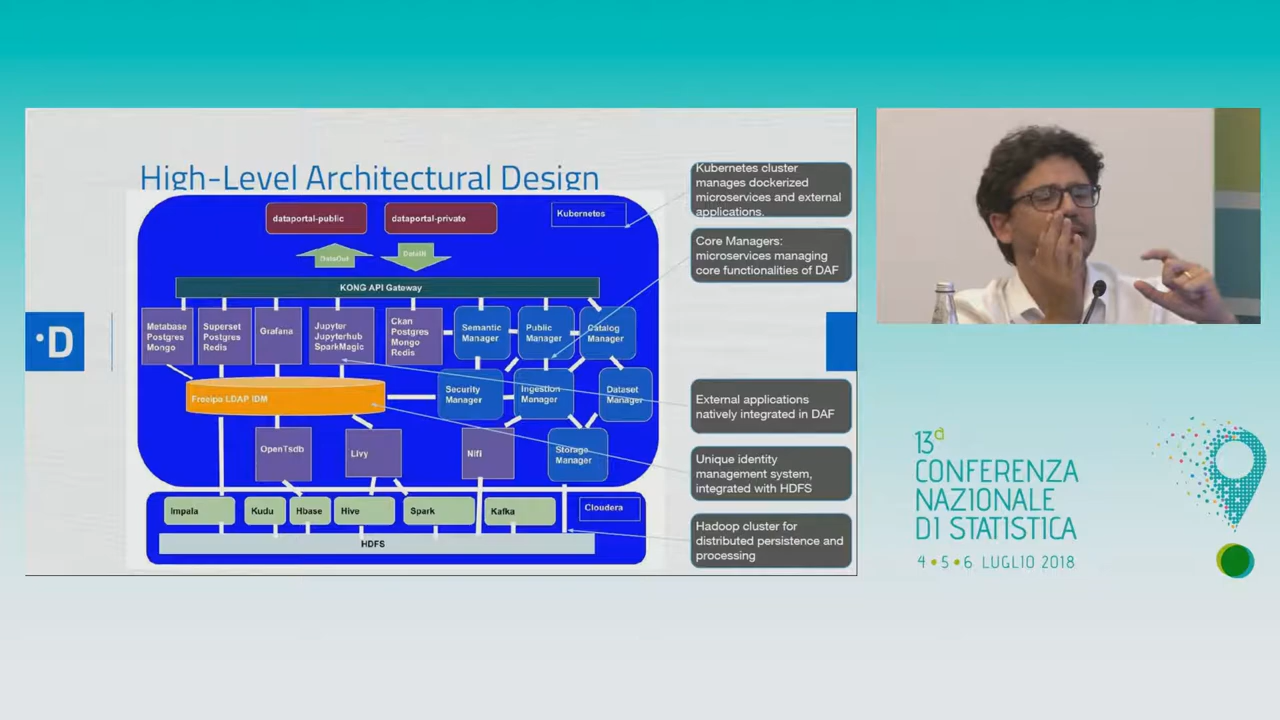 High-Level Architectural Design
dataportal-public
dataportal-private
Kubernetes
DataOut
DataIN
KONG API Gateway
Metabase
Postgres
Mongo
Superset
Postgres
Redis
Grafana
Jupyter
Jupyterhub
SparkMagic
Ckan
Postgres
Mongo
Redis
Semantic
Manager
Public
Manager
Catalog
Manager
Freeipa LDAP IDM
Security
Manager
Ingestion
Manager
Dataset
Manager
OpenTsdb
Livy
Nifi
Storage
Manager
Impala
Kudu
Hbase
Hive
Spark
Kafka
Cloudera
HDFS
Kubernetes cluster
manages dockerized
microservices and external
applications.
Core Managers:
microservices managing
core functionalities of DAF
External applications
natively integrated in DAF
Unique identity
management system,
integrated with HDFS
Hadoop cluster for
distributed persistence and
processing
D
13ª
CONFERENZA
NAZIONALE
DI STATISTICA
4 • 5 • 6 LUGLIO 2018